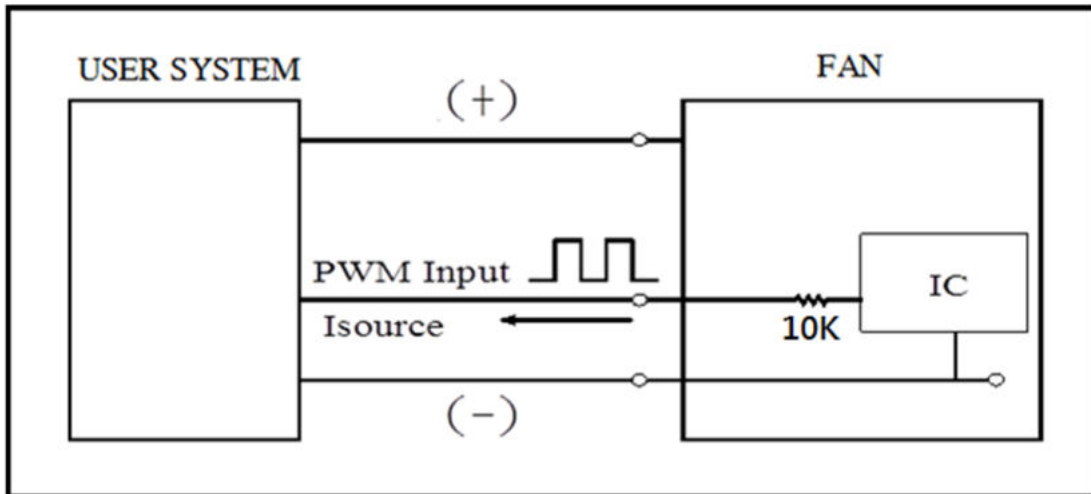 USER SYSTEM
FAN
(+)
PWM Input
IC
Isource
10K
(-)